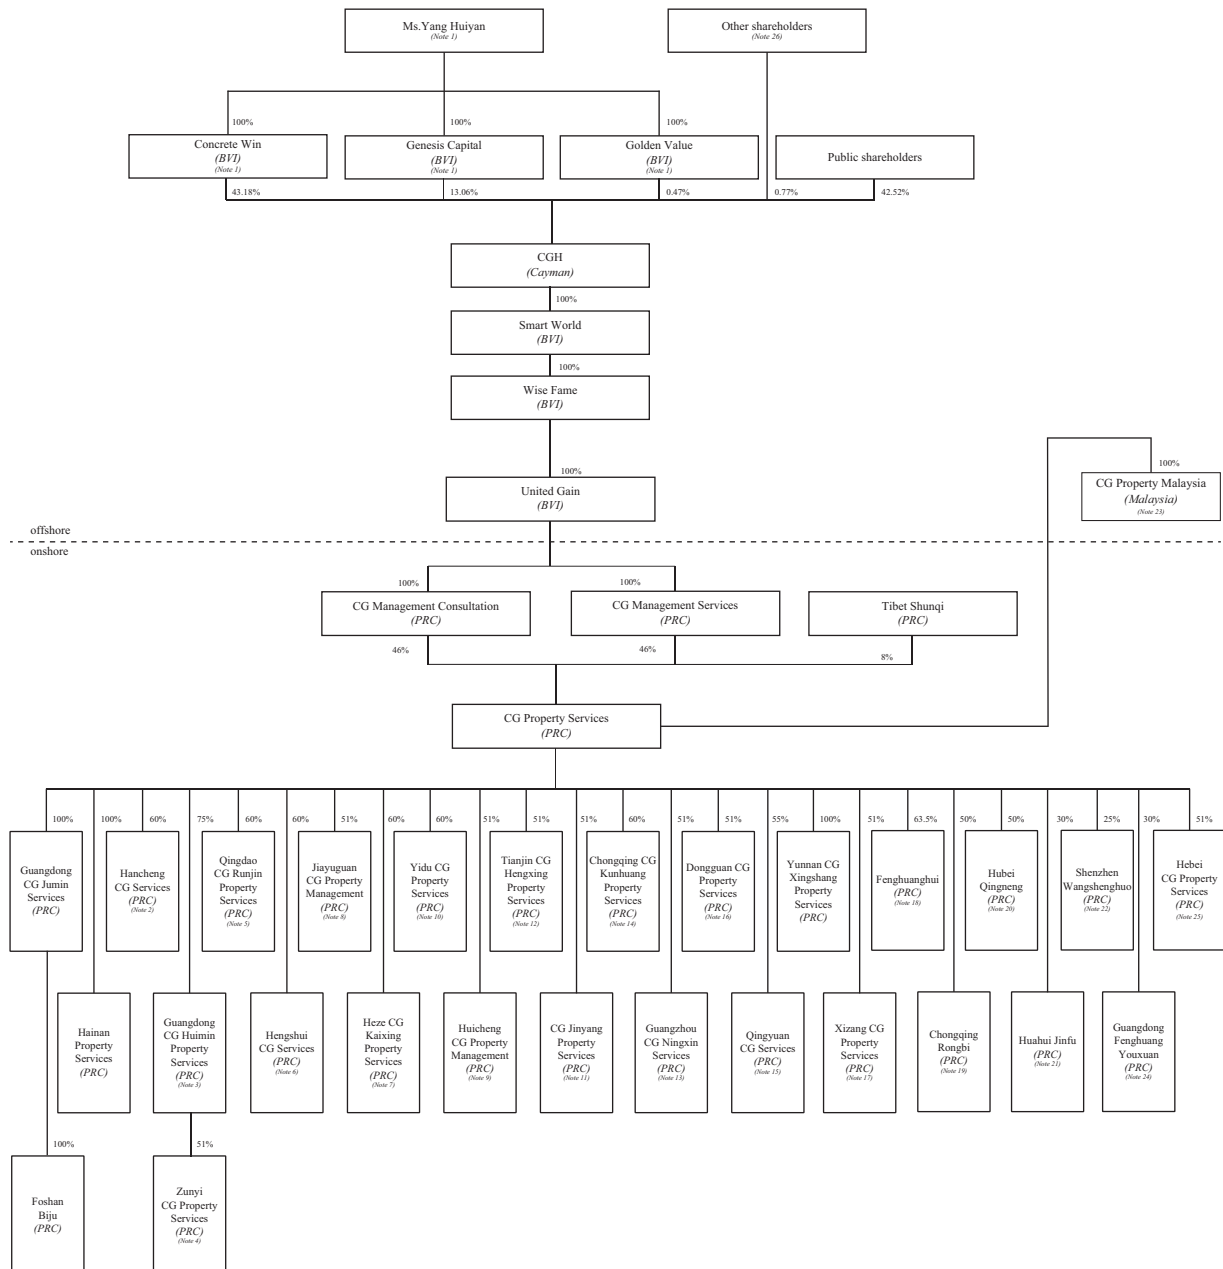 Ms.Yang Huiyan
(Note 1)
Other shareholders
(Note 26)
100%
100%
100%
Concrete Win
(BVI)
(Note 1)
Genesis Capital
(BVI)
(Note 1)
Golden Value
(BVI)
(Note 1)
Public shareholders
43.18%
13.06%
0.47%
0.77%
42.52%
CGH
(Cayman)
100%
Smart World
(BVI)
100%
Wise Fame
(BVI)
100%
United Gain
(BVI)
100%
CG Property Malaysia
(Malaysia)
(Note 23)
offshore
onshore
100%
100%
CG Management Consultation
(PRC)
CG Management Services
(PRC)
Tibet Shunqi
(PRC)
46%
46%
8%
CG Property Services
(PRC)
100%
100%
60%
75%
60%
60%
51%
60%
60%
51%
51%
51%
60%
51%
51%
55%
100%
51%
63.5%
50%
50%
30%
25%
30%
51%
Guangdong
CG Jumin
Services
(PRC)
Hancheng
CG Services
(PRC)
(Note 2)
Qingdao
CG Runjin
Property
Services
(PRC)
(Note 5)
Jiayuguan
CG Property
Management
(PRC)
(Note 8)
Yidu CG
Property
Services
(PRC)
(Note 10)
Tianjin CG
Hengxing
Property
Services
(PRC)
(Note 12)
Chongqing CG
Kunhuang
Property
Services
(PRC)
(Note 14)
Dongguan CG
Property
Services
(PRC)
(Note 16)
Yunnan CG
Xingshang
Property
Services
(PRC)
Fenghuanghui
(PRC)
(Note 18)
Hubei
Qingneng
(PRC)
(Note 20)
Shenzhen
Wangshenghuo
(PRC)
(Note 22)
Hebei
CG Property
Services
(PRC)
(Note 25)
Hainan
Property
Services
(PRC)
Guangdong
CG Huimin
Property
Services
(PRC)
(Note 3)
Hengshui
CG Services
(PRC)
(Note 6)
Heze CG
Kaixing
Property
Services
(PRC)
(Note 7)
Huicheng
CG Property
Management
(PRC)
(Note 9)
CG Jinyang
Property
Services
(PRC)
(Note 11)
Guangzhou
CG Ningxin
Services
(PRC)
(Note 13)
Qingyuan
CG Services
(PRC)
(Note 15)
Xizang CG
Property
Services
(PRC)
(Note 17)
Chongqing
Rongbi
(PRC)
(Note 19)
Huahui Jinfu
(PRC)
(Note 21)
Guangdong
Fenghuang
Youxuan
(PRC)
(Note 24)
100%
51%
Foshan
Biju
(PRC)
Zunyi
CG Property
Services
(PRC)
(Note 4)